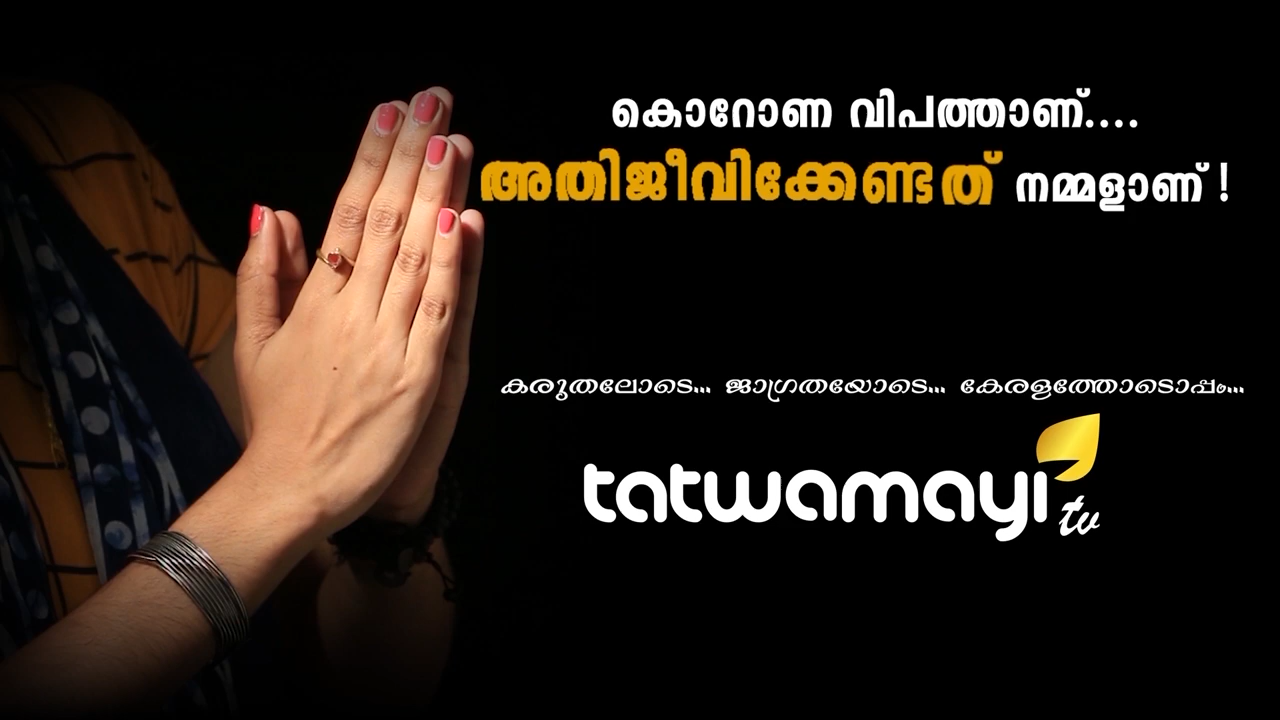 കൊറോണ വിപത്താണ്....
അതിജീവിക്കേണ്ടത് നമ്മളാണ്!
കരുതലോടെ... ജാഗ്രതയോടെ... കേരളത്തോടൊപ്പം...
tatwamayi
tv